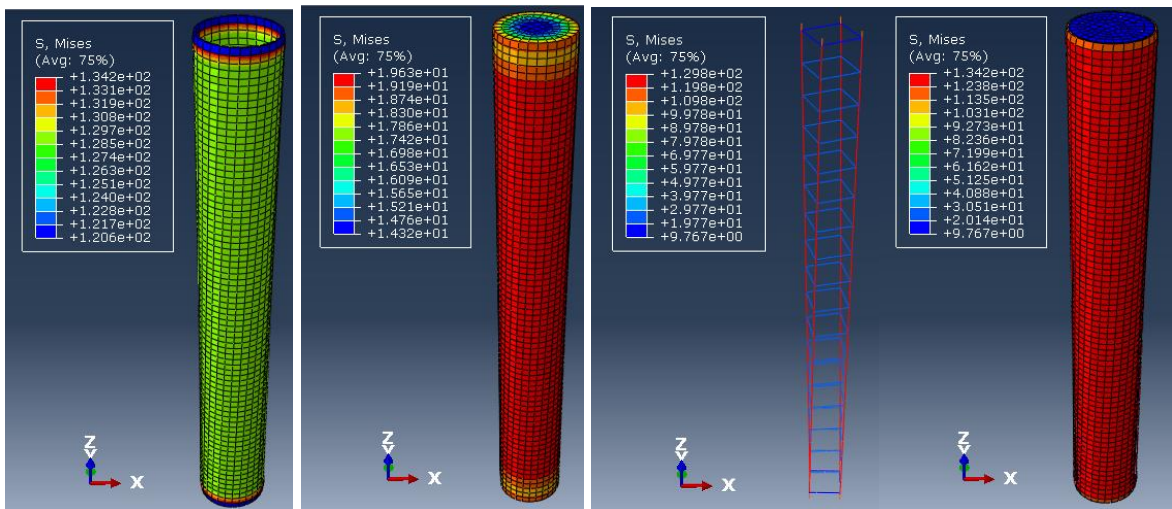 S, Mises
(Avg: 75%)
+1.342e+02
+1.331e+02
+1.319e+02
+1.308e+02
+1.297e+02
+1.285e+02
+1.274e+02
+1.263e+02
+1.251e+02
+1.240e+02
+1.228e+02
+1.217e+02
+1.206e+02
Z
Y
X
S, Mises
(Avg: 75%)
+1.963e+01
+1.919e+01
+1.874e+01
+1.830e+01
+1.786e+01
+1.742e+01
+1.698e+01
+1.653e+01
+1.609e+01
+1.565e+01
+1.521e+01
+1.476e+01
+1.432e+01
Z
Y
X
S, Mises
(Avg: 75%)
+1.298e+02
+1.198e+02
+1.098e+02
+9.978e+01
+8.978e+01
+7.978e+01
+6.977e+01
+5.977e+01
+4.977e+01
+3.977e+01
+2.977e+01
+1.977e+01
+9.767e+00
Z
Y
X
S, Mises
(Avg: 75%)
+1.342e+02
+1.238e+02
+1.135e+02
+1.031e+02
+9.273e+01
+8.236e+01
+7.199e+01
+6.162e+01
+5.125e+01
+4.088e+01
+3.051e+01
+2.014e+01
+9.767e+00
Z
Y
X